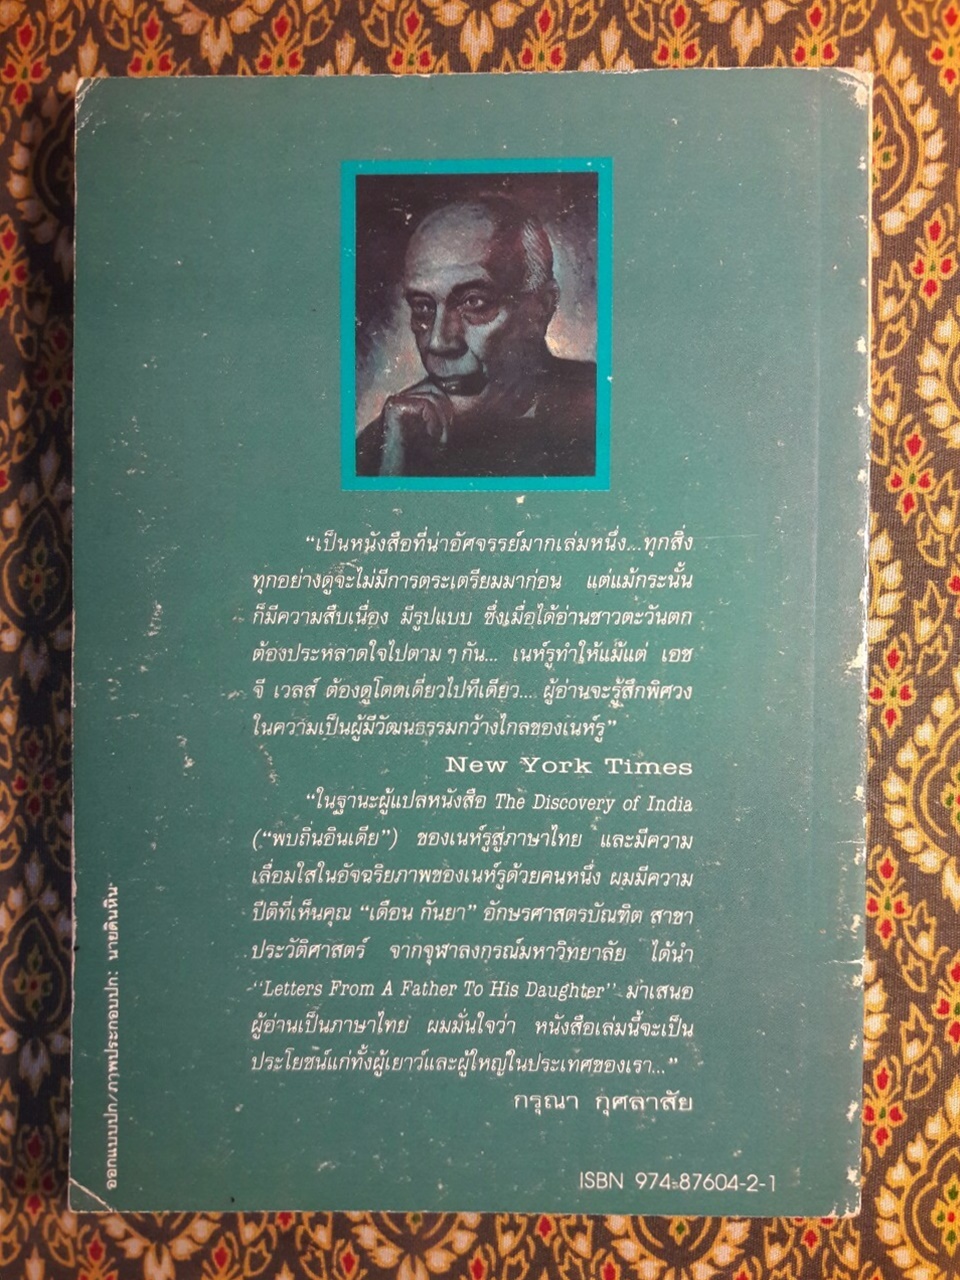 “เป็นหนังสือที่น่าอัศจรรย์มากเล่มหนึ่ง...ทุกสิ่ง
ทุกอย่างดูจะไม่มีการตระเตรียมมาก่อน แต่แม้กระนั้น
ก็มีความสืบเนื่อง มีรูปแบบ ซึ่งเมื่อได้อ่านชาวตะวันตก
ต้องประหลาดใจไปตาม ๆ กัน... เนห์รูทำให้แม้แต่ เอช
จี เวลส์ ต้องดูโดดเดี่ยวไปทีเดียว... ผู้อ่านจะรู้สึกพิศวง
ในความเป็นผู้มีวัฒนธรรมกว้างไกลของเนห์รู”
New York Times
“ในฐานะผู้แปลหนังสือ The Discovery of India
(“พบถิ่นอินเดีย”) ของเนห์รูสู่ภาษาไทย และมีความ
เลื่อมใสในอัจฉริยภาพของเนห์รูด้วยคนหนึ่ง ผมมีความ
ปีติที่เห็นคุณ “เดือน กันยา” อักษรศาสตรบัณฑิต สาขา
ประวัติศาสตร์ จากจุฬาลงกรณ์มหาวิทยาลัย ได้นำ
“Letters From A Father To His Daughter” มาเสนอ
ผู้อ่านเป็นภาษาไทย ผมมั่นใจว่า หนังสือเล่มนี้จะเป็น
ประโยชน์แก่ทั้งผู้เยาว์และผู้ใหญ่ในประเทศของเรา...”
กรุณา กุศลาสัย
ISBN 974-87604-2-1
ออกแบบปก/ภาพประกอบปก: นายดินหิน